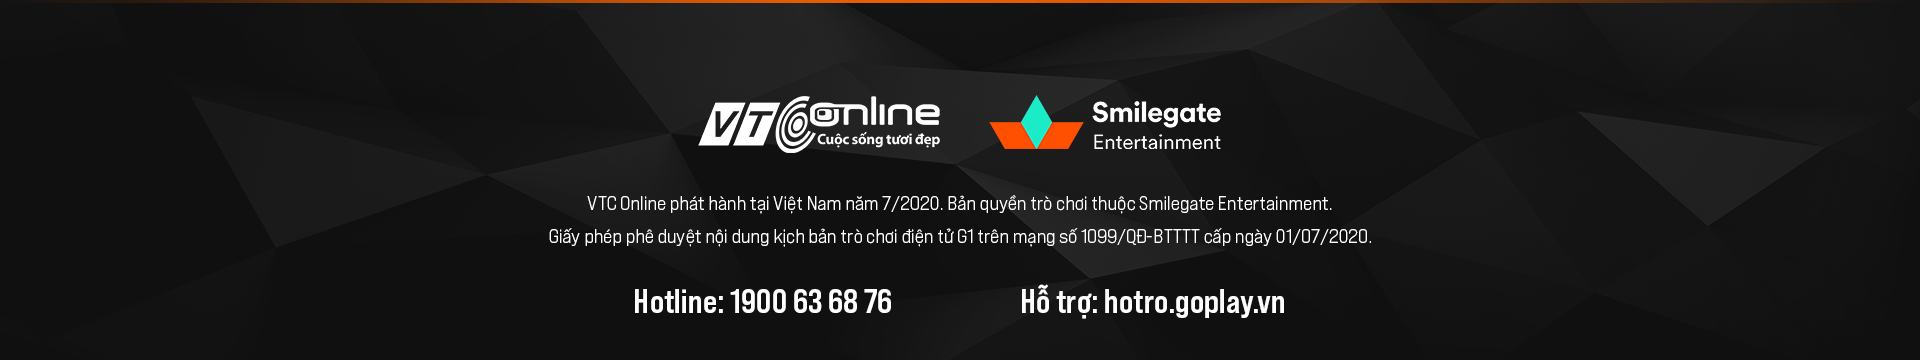 VTC Online
Cuộc sống tươi đẹp
Smilegate
Entertainment
VTC Online phát hành tại Việt Nam năm 7/2020. Bản quyền trò chơi thuộc Smilegate Entertainment.
Giấy phép phê duyệt nội dung kịch bản trò chơi điện tử G1 trên mạng số 1099/QĐ-BTTTT cấp ngày 01/07/2020.
Hotline: 1900 63 68 76
Hỗ trợ: hotro.goplay.vn